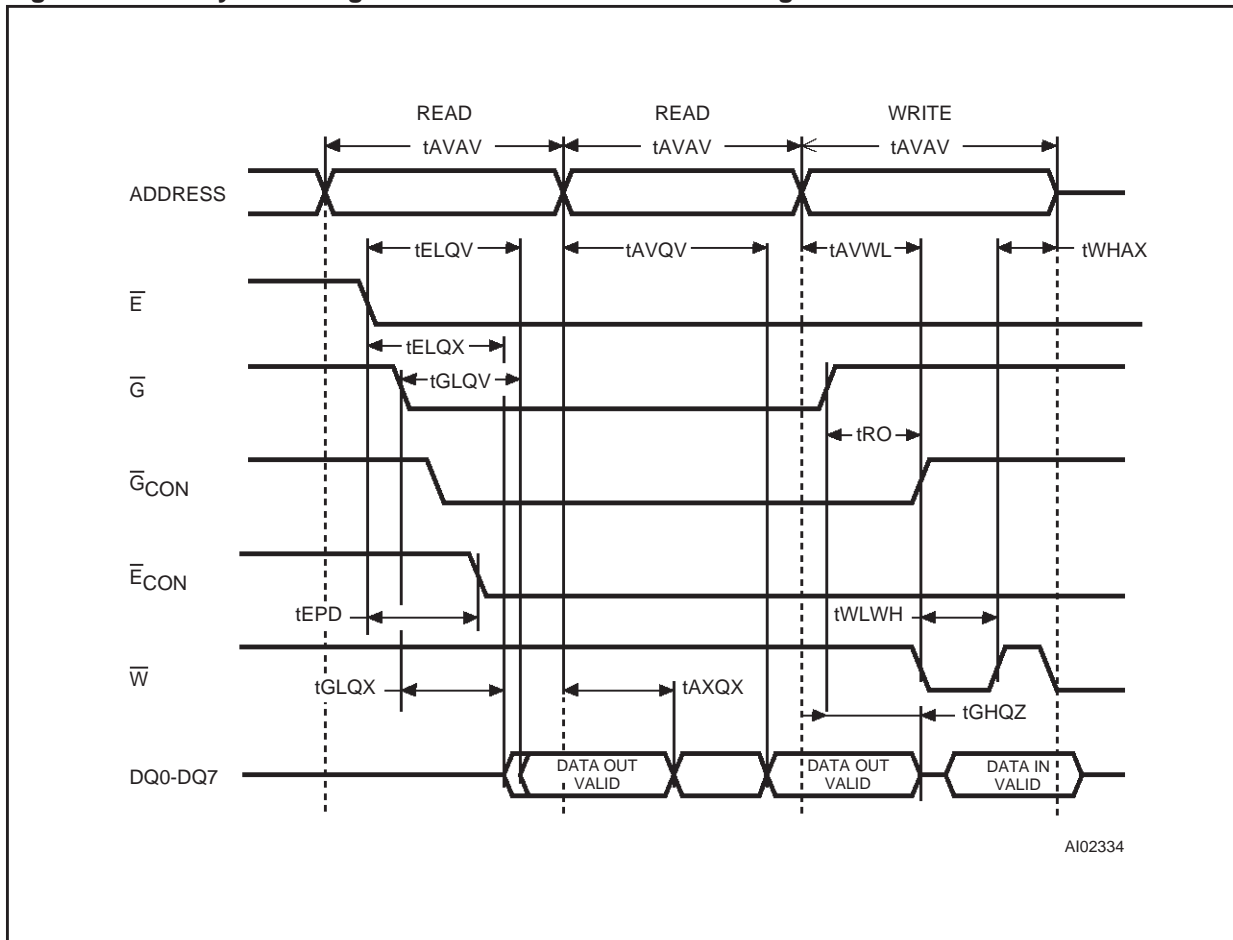 READ READ WRITE
tAVAV tAVAV tAVAV
ADDRESS
tELQV tAVQV tAVWL tWHAX
E
tELQX
G tGLQV
tRO
GCON
ECON
tEPD tWLWH
W
tGLQX tAXQX
tGHQZ
DQ0-DQ7 DATA OUT VALID DATA OUT VALID DATA IN VALID
AI02334